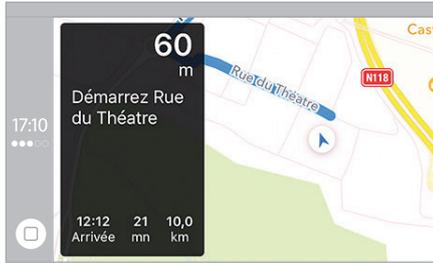 60
m
Démarrez Rue
du Théatre
17:10
12:12 21 10,0
Arrivée mn km
Rue du Théatre
N118
Cas